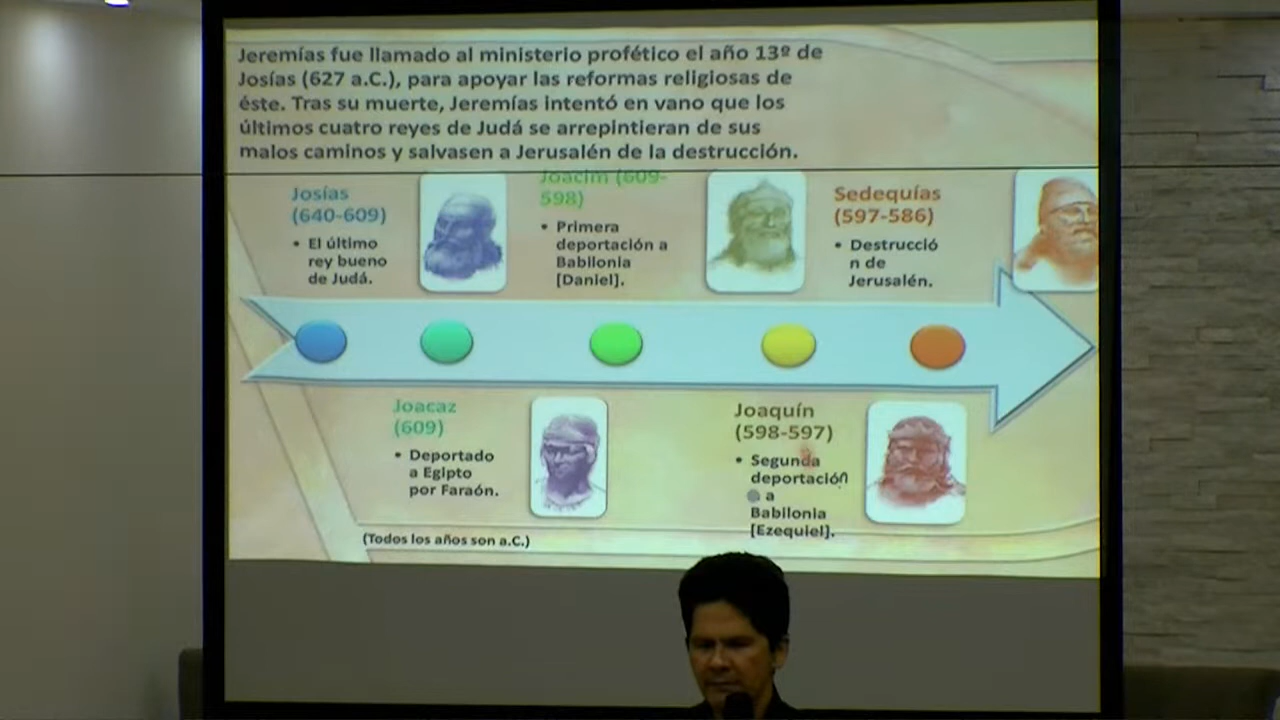 Jeremías fue llamado al ministerio profético el año 13º de
Josías (627 a.C.), para apoyar las reformas religiosas de
éste. Tras su muerte, Jeremías intentó en vano que los
últimos cuatro reyes de Judá se arrepintieran de sus
malos caminos y salvasen a Jerusalén de la destrucción.
Josías
(640-609)
• El último
rey bueno
de Judá.
Joacim (609-
598)
• Primera
deportación a
Babilonia
[Daniel].
Sedequías
(597-586)
• Destrucció
n de
Jerusalén.
Joacaz
(609)
• Deportado
a Egipto
por Faraón.
Joaquín
(598-597)
• Segunda
deportación
a
Babilonia
[Ezequiel].
(Todos los años son a.C.)